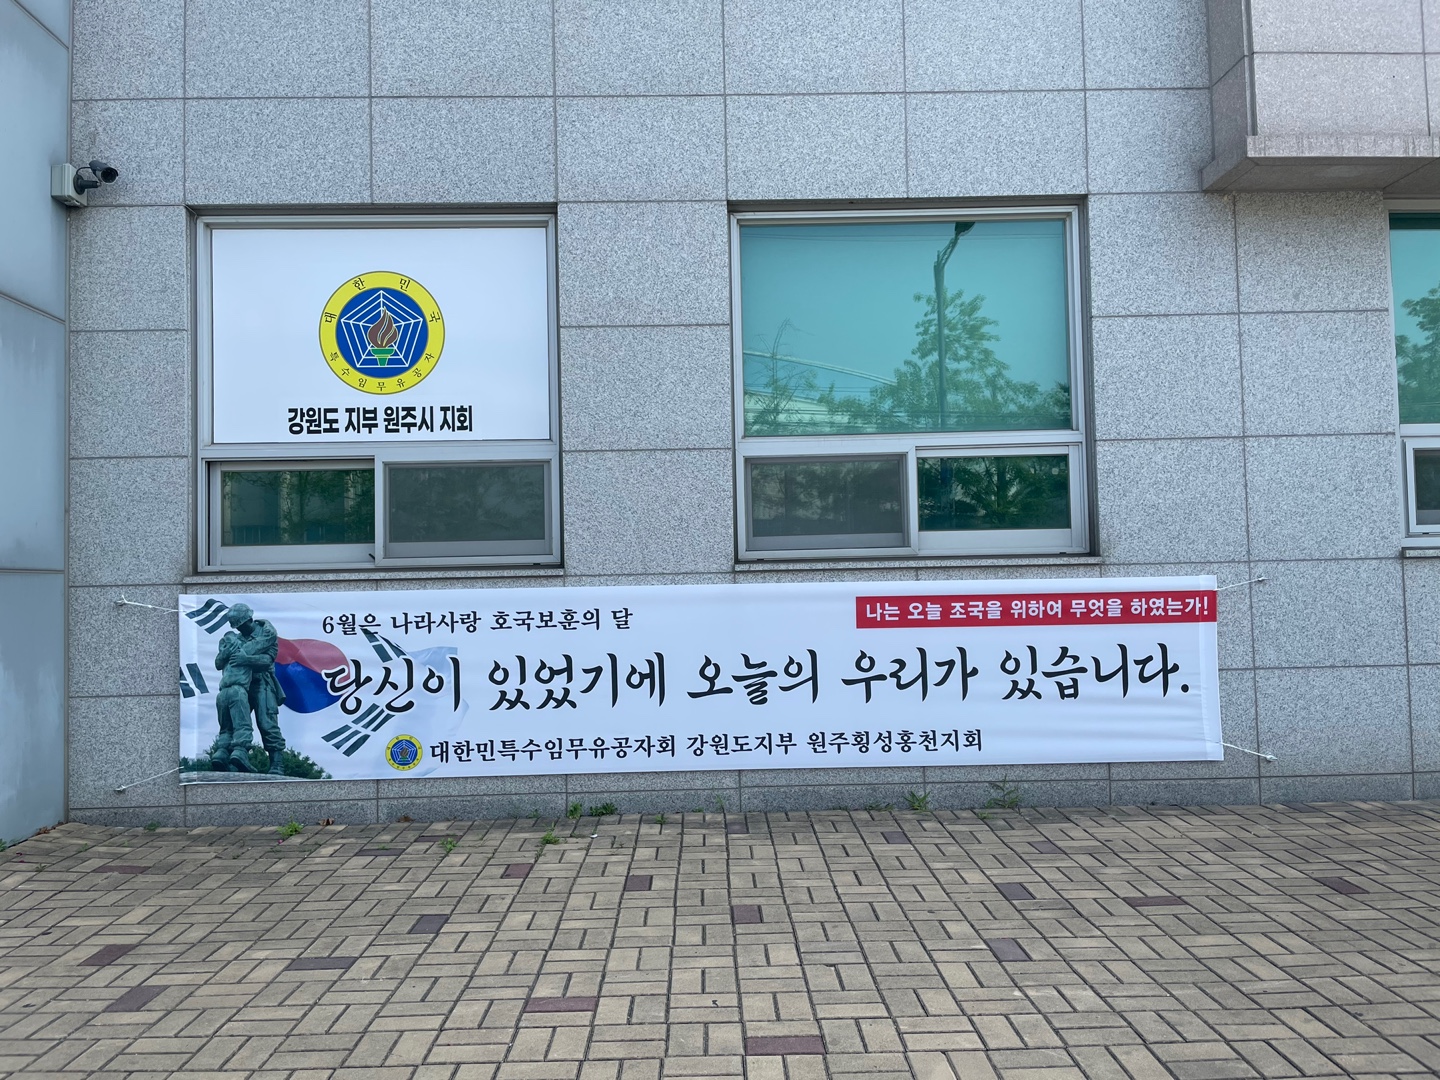 대한민국
특수임무유공자
강원도 지부 원주시 지회
6월은 나라사랑 호국보훈의 달
나는 오늘 조국을 위하여 무엇을 하였는가!
당신이 있었기에 오늘의 우리가 있습니다.
대한민국특수임무유공자회 강원도지부 원주횡성홍천지회